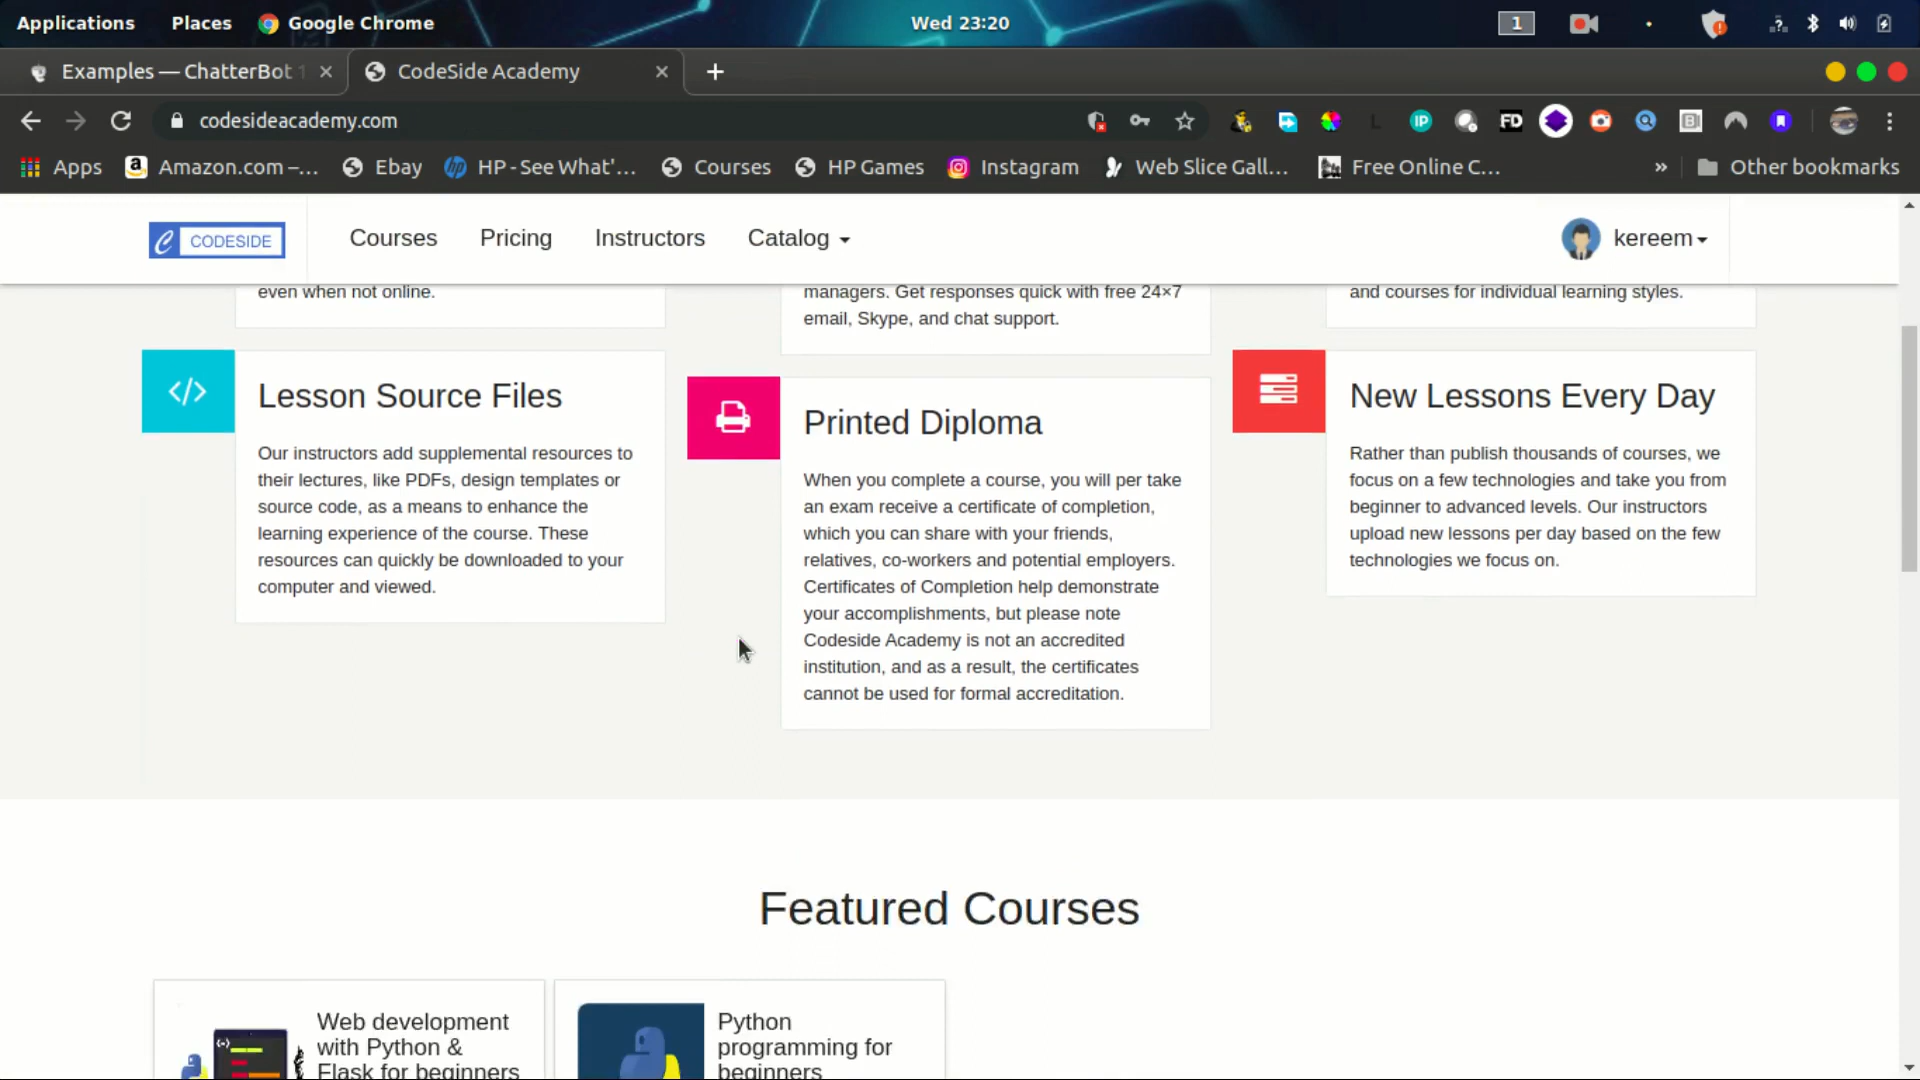 Applications Places Google Chrome Wed 23:20 1
Examples — ChatterBot 1 CodeSide Academy
codesideacademy.com IP FD
Apps Amazon.com –... Ebay HP - See What'... Courses HP Games Instagram Web Slice Gall... Free Online C... » Other bookmarks
CODESIDE Courses Pricing Instructors Catalog kereem
even when not online.
managers. Get responses quick with free 24×7
email, Skype, and chat support.
and courses for individual learning styles.
Lesson Source Files
Our instructors add supplemental resources to
their lectures, like PDFs, design templates or
source code, as a means to enhance the
learning experience of the course. These
resources can quickly be downloaded to your
computer and viewed.
Printed Diploma
When you complete a course, you will per take
an exam receive a certificate of completion,
which you can share with your friends,
relatives, co-workers and potential employers.
Certificates of Completion help demonstrate
your accomplishments, but please note
Codeside Academy is not an accredited
institution, and as a result, the certificates
cannot be used for formal accreditation.
New Lessons Every Day
Rather than publish thousands of courses, we
focus on a few technologies and take you from
beginner to advanced levels. Our instructors
upload new lessons per day based on the few
technologies we focus on.
Featured Courses
Web development
with Python &
Flask for beginners
Python
programming for
beginners